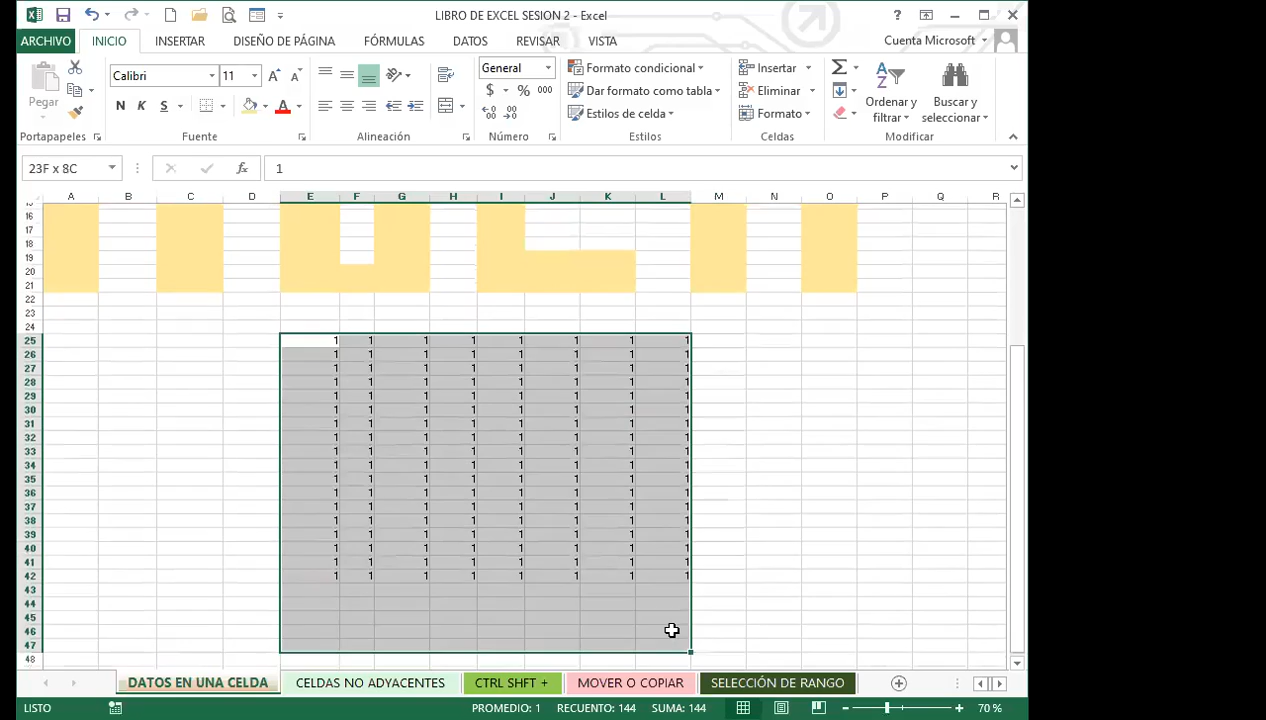 LIBRO DE EXCEL SESION 2 - Excel
ARCHIVO INICIO INSERTAR DISEÑO DE PÁGINA FÓRMULAS DATOS REVISAR VISTA Cuenta Microsoft
Pegar
Calibri 11
N K S
General
$ % 000
Formato condicional
Dar formato como tabla
Estilos de celda
Insertar
Eliminar
Formato
Ordenar y filtrar
Buscar y seleccionar
Portapapeles Fuente Alineación Número Estilos Celdas Modificar
23F x 8C fx 1
A B C D E F G H I J K L M N O P Q R
15
16
17
18
19
20
21
22
23
24
25 1 1 1 1 1 1 1 1
26 1 1 1 1 1 1 1 1
27 1 1 1 1 1 1 1 1
28 1 1 1 1 1 1 1 1
29 1 1 1 1 1 1 1 1
30 1 1 1 1 1 1 1 1
31 1 1 1 1 1 1 1 1
32 1 1 1 1 1 1 1 1
33 1 1 1 1 1 1 1 1
34 1 1 1 1 1 1 1 1
35 1 1 1 1 1 1 1 1
36 1 1 1 1 1 1 1 1
37 1 1 1 1 1 1 1 1
38 1 1 1 1 1 1 1 1
39 1 1 1 1 1 1 1 1
40 1 1 1 1 1 1 1 1
41 1 1 1 1 1 1 1 1
42 1 1 1 1 1 1 1 1
43
44
45
46
47
48
DATOS EN UNA CELDA CELDAS NO ADYACENTES CTRL SHFT + MOVER O COPIAR SELECCIÓN DE RANGO
LISTO PROMEDIO: 1 RECUENTO: 144 SUMA: 144 70 %